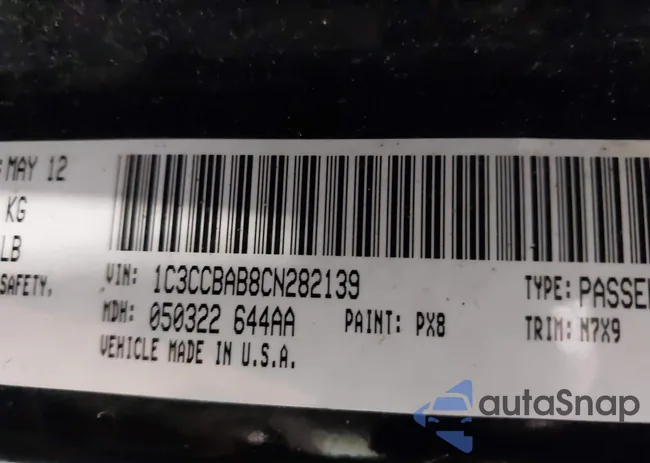 MAY 12
KG
LB
SAFETY.
VIN: 1C3CCBAB8CN282139
TYPE: PASSE
MDH: 050322 644AA
PAINT: PX8
TRIM: N7X9
VEHICLE MADE IN U.S.A.
autoSnap